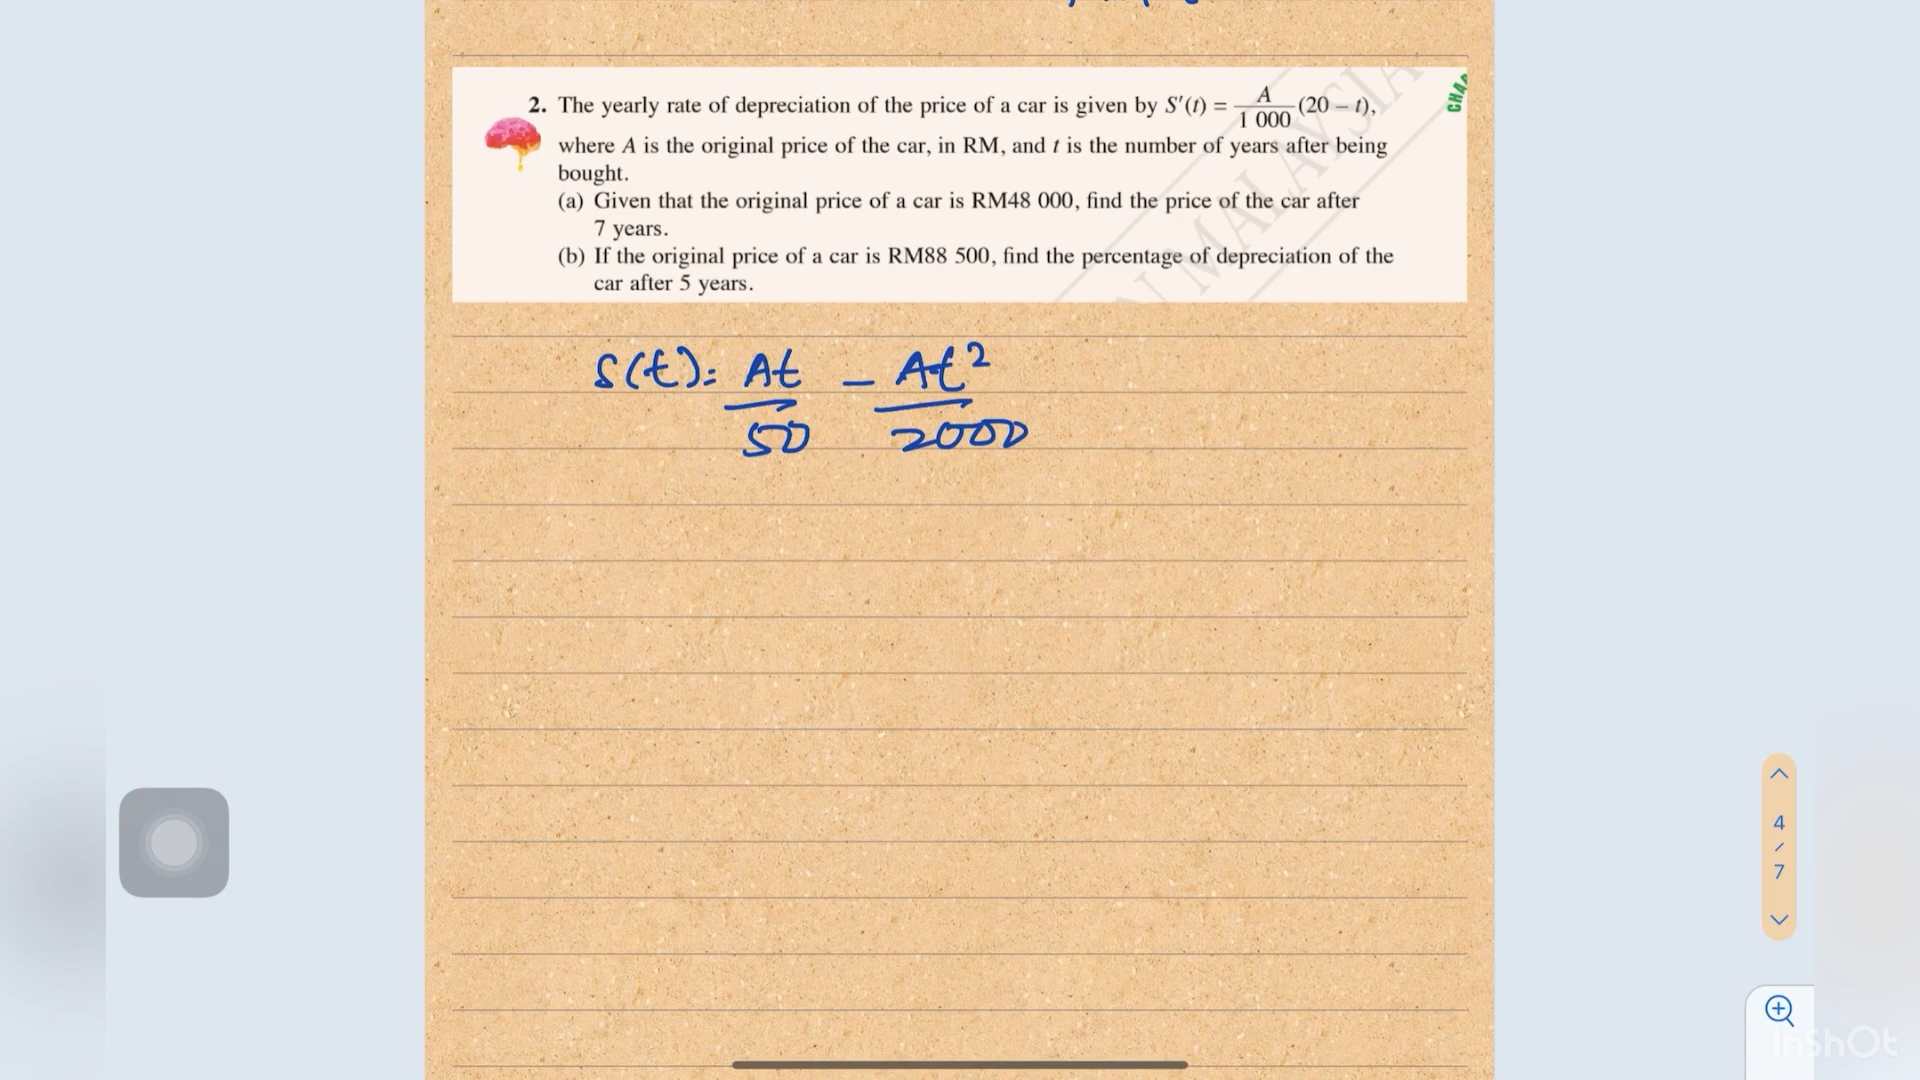 2. The yearly rate of depreciation of the price of a car is given by S′(t) = A/1 000 (20 – t),
where A is the original price of the car, in RM, and t is the number of years after being
bought.
(a) Given that the original price of a car is RM48 000, find the price of the car after
7 years.
(b) If the original price of a car is RM88 500, find the percentage of depreciation of the
car after 5 years.
N MALAYSIA
S(t) = At/50 – At²/2000
4
/
7
InShOt